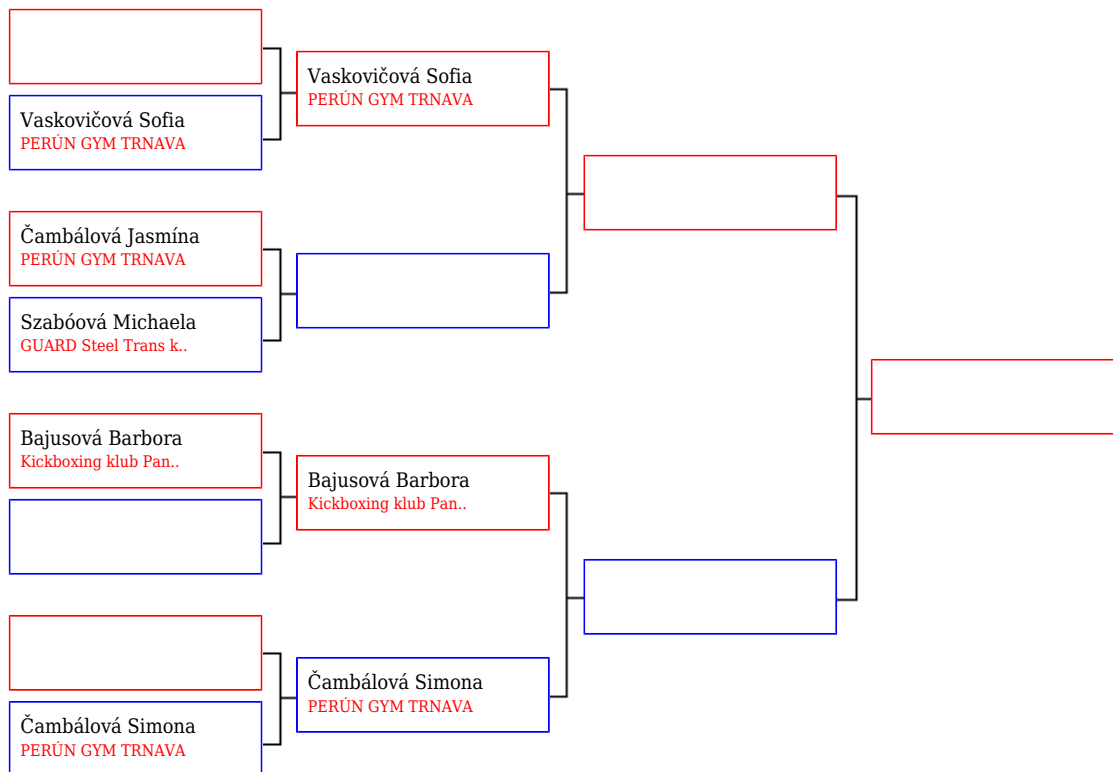 Vaskovičová Sofia
PERÚN GYM TRNAVA
Čambálová Jasmína
PERÚN GYM TRNAVA
Szabóová Michaela
GUARD Steel Trans k..
Bajusová Barbora
Kickboxing klub Pan..
Čambálová Simona
PERÚN GYM TRNAVA
Vaskovičová Sofia
PERÚN GYM TRNAVA
Bajusová Barbora
Kickboxing klub Pan..
Čambálová Simona
PERÚN GYM TRNAVA